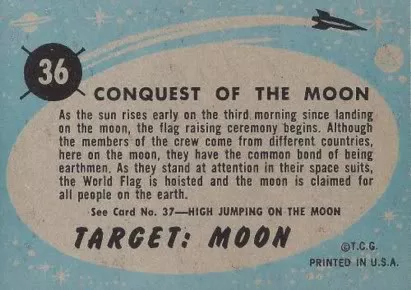 36
CONQUEST OF THE MOON
As the sun rises early on the third morning since landing
on the moon, the flag raising ceremony begins. Although
the members of the crew come from different countries,
here on the moon, they have the common bond of being
earthmen. As they stand at attention in their space suits,
the World Flag is hoisted and the moon is claimed for
all people on the earth.
See Card No. 37—HIGH JUMPING ON THE MOON
TARGET: MOON
©T.C.G.
PRINTED IN U.S.A.